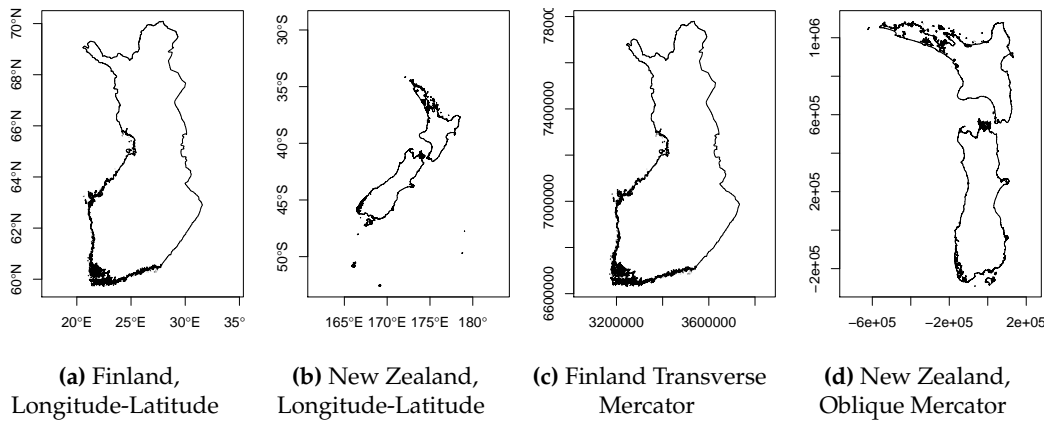 70°N
68°N
66°N
64°N
62°N
60°N
20°E 25°E 30°E 35°
30°S
35°S
40°S
45°S
50°S
165°E 170°E 175°E 180°
78000
7400000
7000000
6600000
3200000 3600000
1e+06
6e+05
2e+05
−2e+05
−6e+05 −2e+05 2e+05
(a) Finland,
Longitude-Latitude
(b) New Zealand,
Longitude-Latitude
(c) Finland Transverse
Mercator
(d) New Zealand,
Oblique Mercator